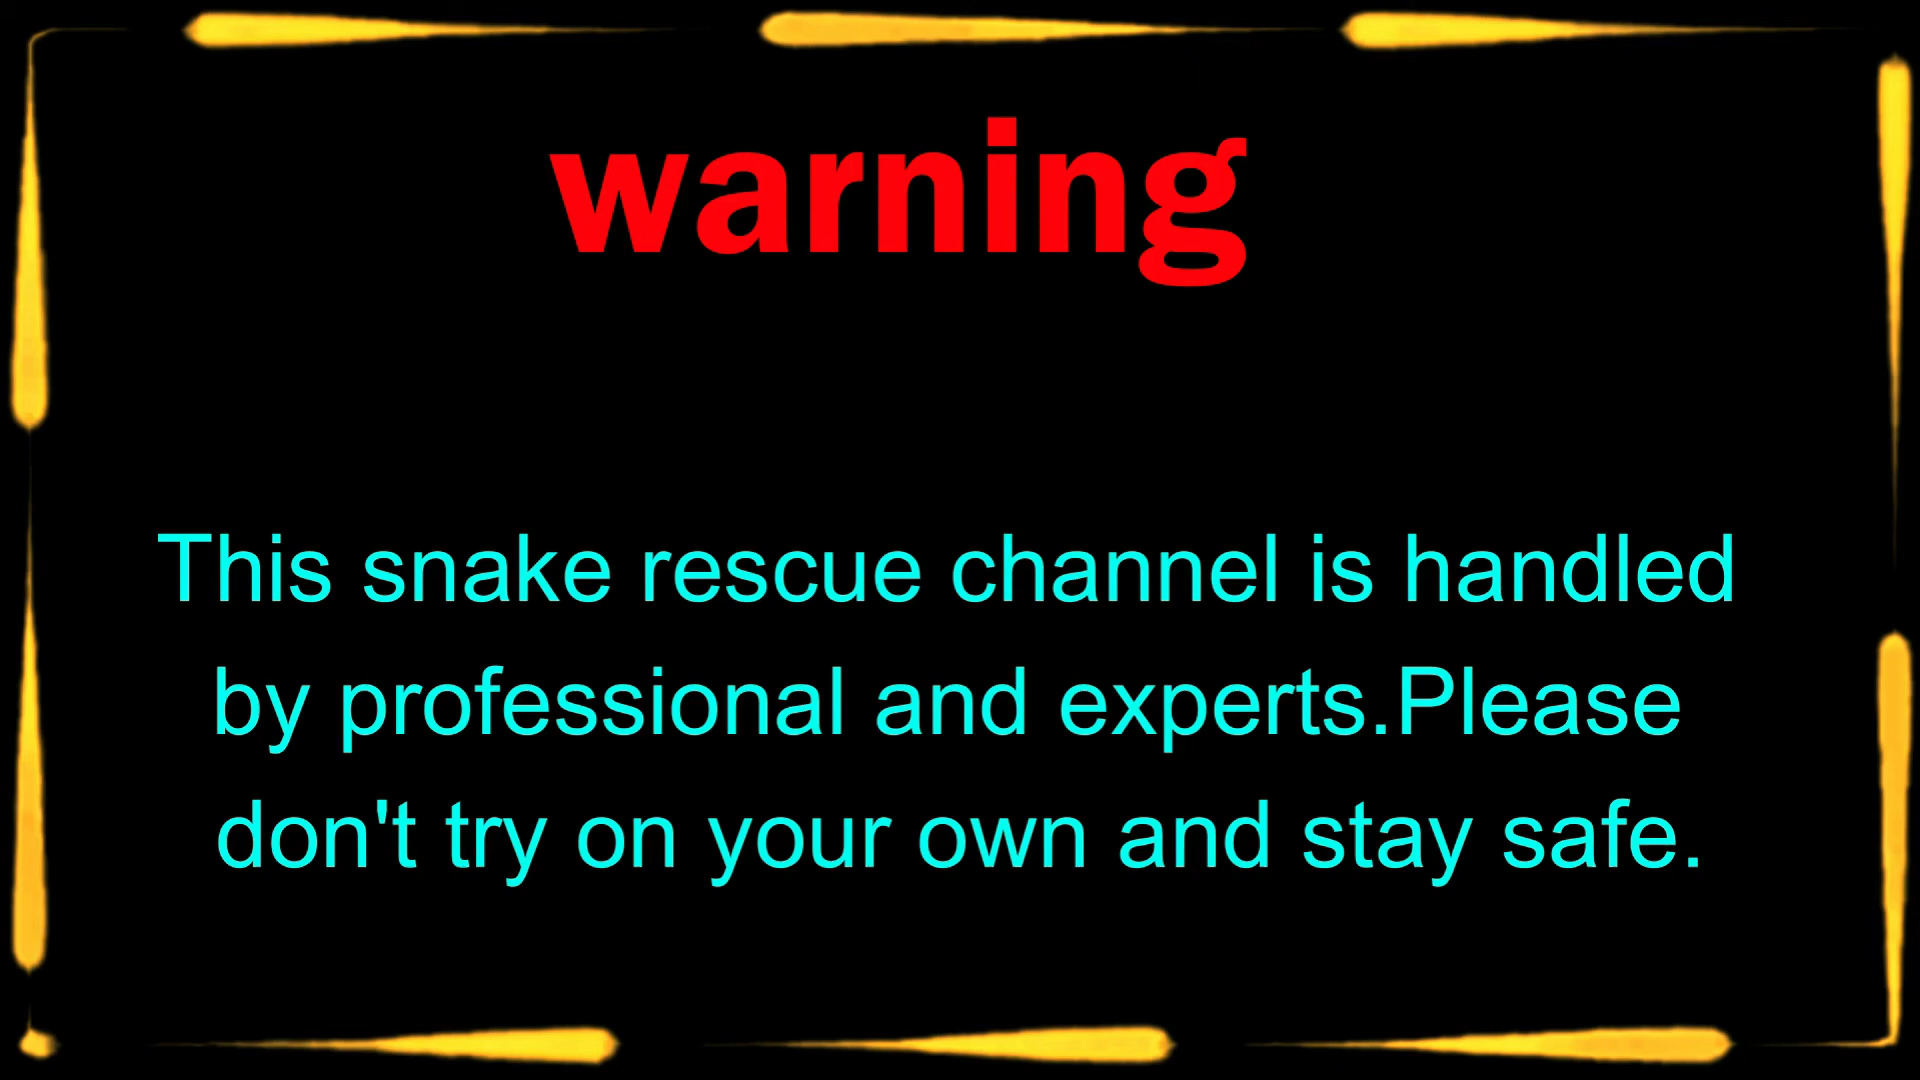 warning
This snake rescue channel is handled
by professional and experts.Please
don't try on your own and stay safe.